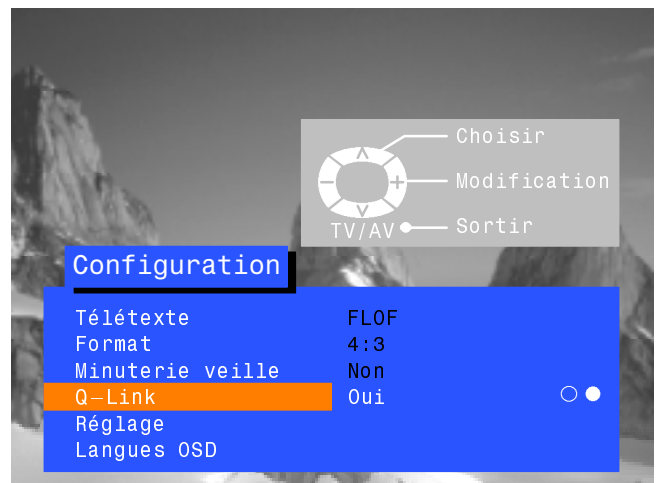 Choisir
Modification
TV/AV Sortir
Configuration
Télétexte FLOF
Format 4:3
Minuterie veille Non
Q–Link Oui
Réglage
Langues OSD